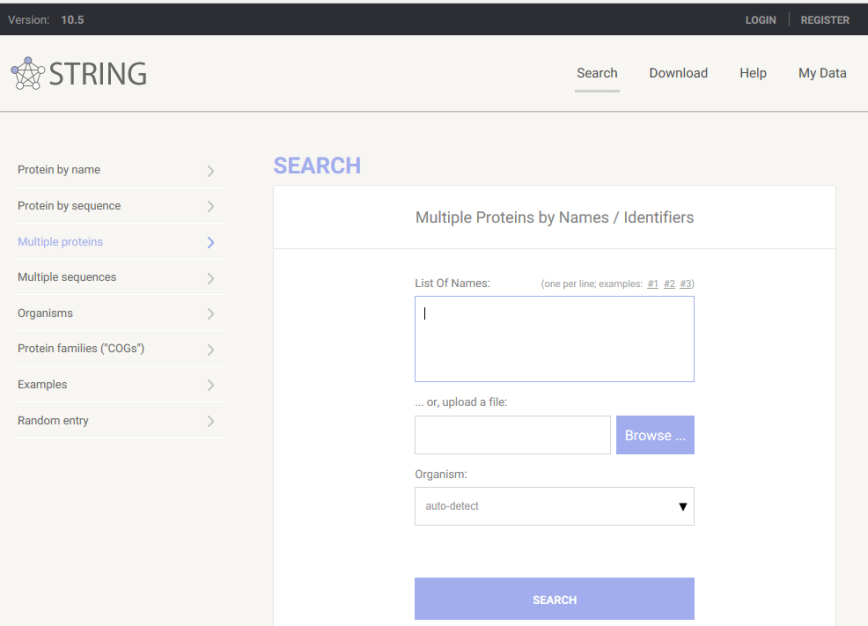 Version: 10.5
LOGIN REGISTER
STRING
Search Download Help My Data
Protein by name
Protein by sequence
Multiple proteins
Multiple sequences
Organisms
Protein families ("COGs")
Examples
Random entry
SEARCH
Multiple Proteins by Names / Identifiers
List Of Names: (one per line; examples: #1 #2 #3)
... or, upload a file:
Browse ...
Organism:
auto-detect
SEARCH